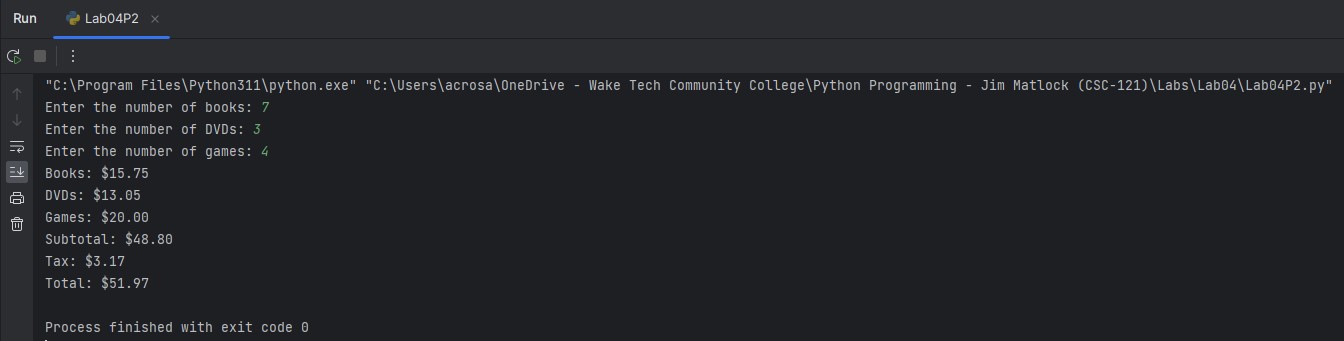 Run Lab04P2
"C:\Program Files\Python311\python.exe" "C:\Users\acrosa\OneDrive - Wake Tech Community College\Python Programming - Jim Matlock (CSC-121)\Labs\Lab04\Lab04P2.py"
Enter the number of books: 7
Enter the number of DVDs: 3
Enter the number of games: 4
Books: $15.75
DVDs: $13.05
Games: $20.00
Subtotal: $48.80
Tax: $3.17
Total: $51.97
Process finished with exit code 0